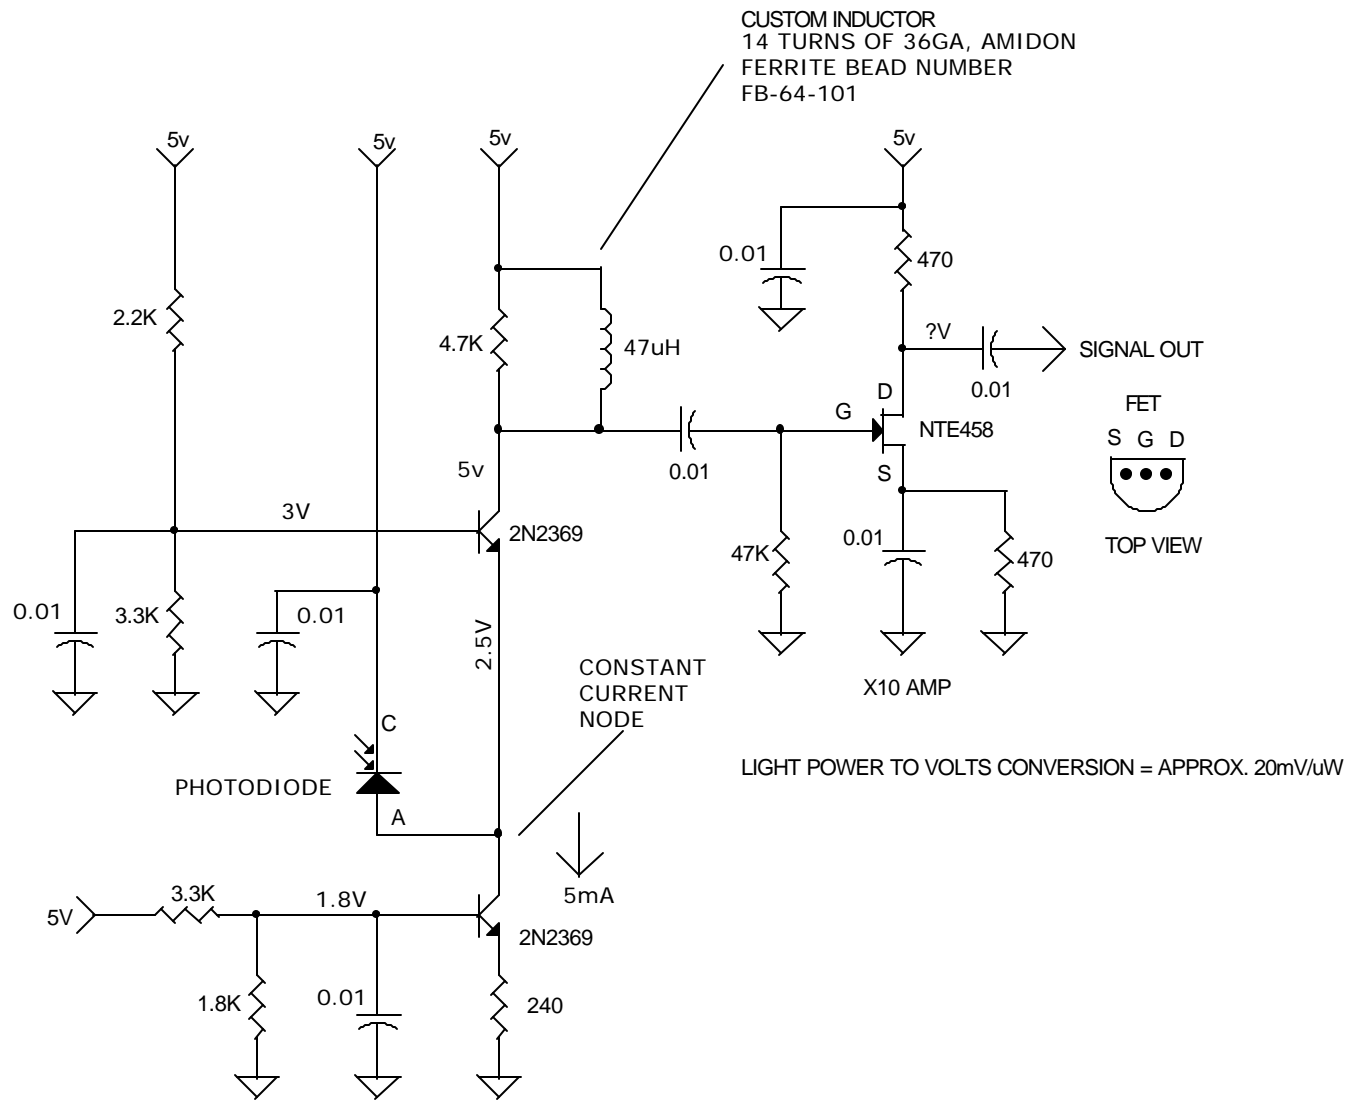 CUSTOM INDUCTOR
14 TURNS OF 36GA, AMIDON
FERRITE BEAD NUMBER
FB-64-101
5v
5v
5v
5v
0.01
470
2.2K
4.7K
47uH
?V
SIGNAL OUT
0.01
D
FET
G
NTE458
S G D
5v
0.01
S
3V
2N2369
47K
0.01
470
TOP VIEW
0.01
3.3K
0.01
2.5V
CONSTANT
CURRENT
NODE
X10 AMP
C
PHOTODIODE
LIGHT POWER TO VOLTS CONVERSION = APPROX. 20mV/uW
A
5mA
5V
3.3K
1.8V
2N2369
1.8K
0.01
240